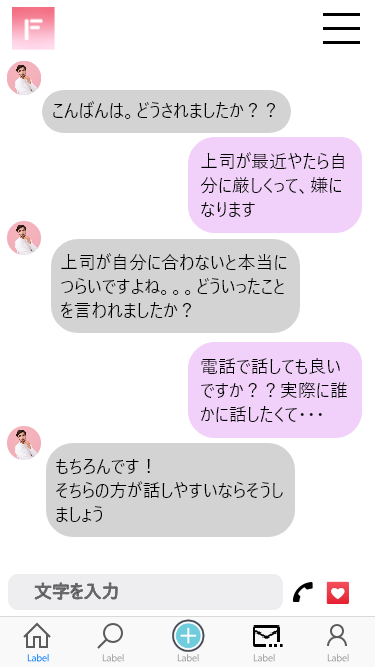 F
こんばんは。どうされましたか？？
上司が最近やたら自
分に厳しくって、嫌に
なります
上司が自分に合わないと本当に
つらいですよね。。。どういったこと
を言われましたか？
電話で話しても良い
ですか？？実際に誰
かに話したくて・・・
もちろんです！
そちらの方が話しやすいならそうし
ましょう
文字を入力
Label
Label
Label
Label
Label